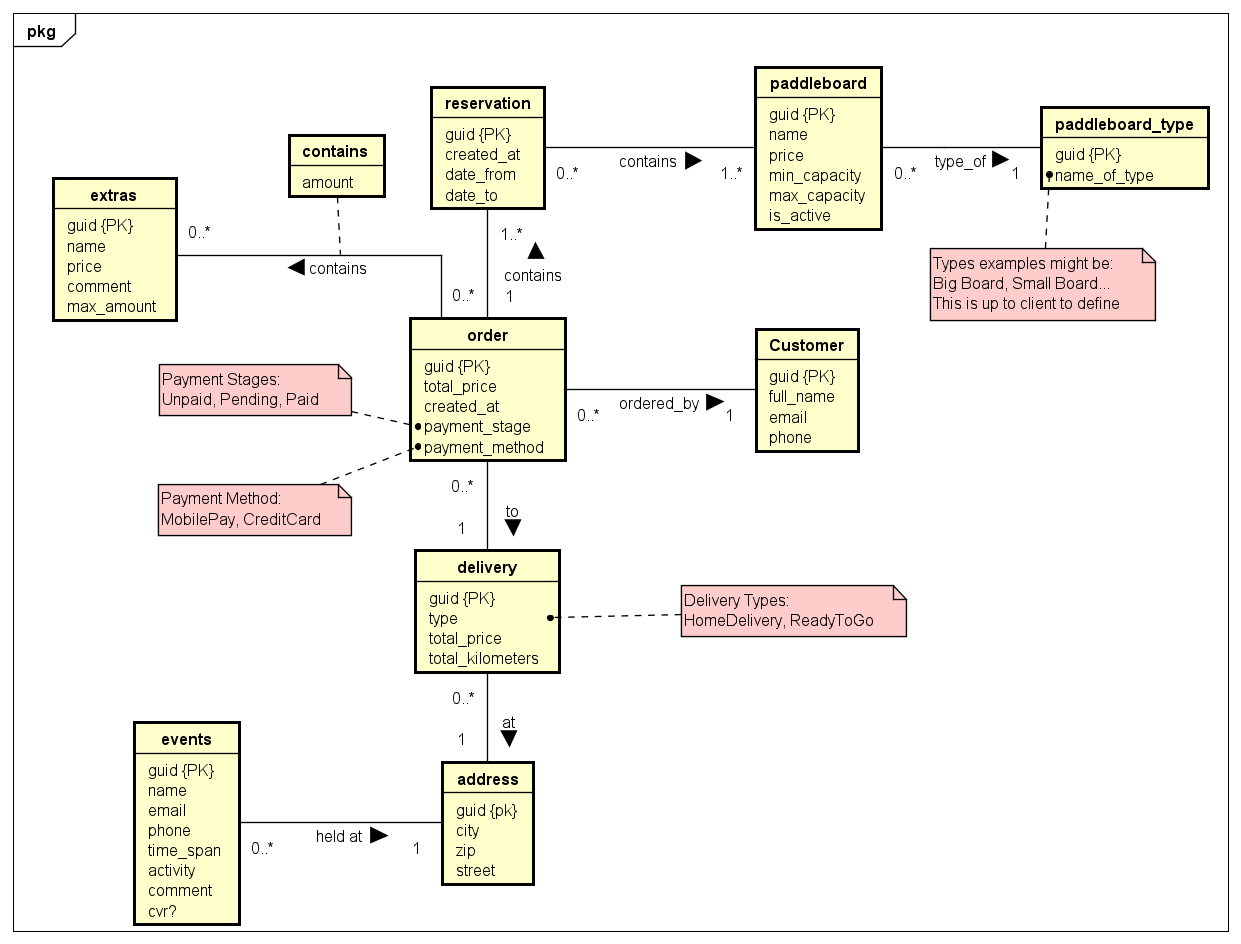 pkg
reservation
guid {PK}
created_at
date_from
date_to
paddleboard
guid {PK}
name
price
min_capacity
max_capacity
is_active
paddleboard_type
guid {PK}
name_of_type
contains
amount
extras
guid {PK}
name
price
comment
max_amount
0..*
contains
1..*
0..*
type_of
1
0..*
contains
0..*
1..*
contains
1
Types examples might be:
Big Board, Small Board...
This is up to client to define
order
guid {PK}
total_price
created_at
payment_stage
payment_method
Customer
guid {PK}
full_name
email
phone
0..*
ordered_by
1
Payment Stages:
Unpaid, Pending, Paid
Payment Method:
MobilePay, CreditCard
0..*
1
to
delivery
guid {PK}
type
total_price
total_kilometers
Delivery Types:
HomeDelivery, ReadyToGo
0..*
1
at
events
guid {PK}
name
email
phone
time_span
activity
comment
cvr?
0..*
held at
1
address
guid {pk}
city
zip
street